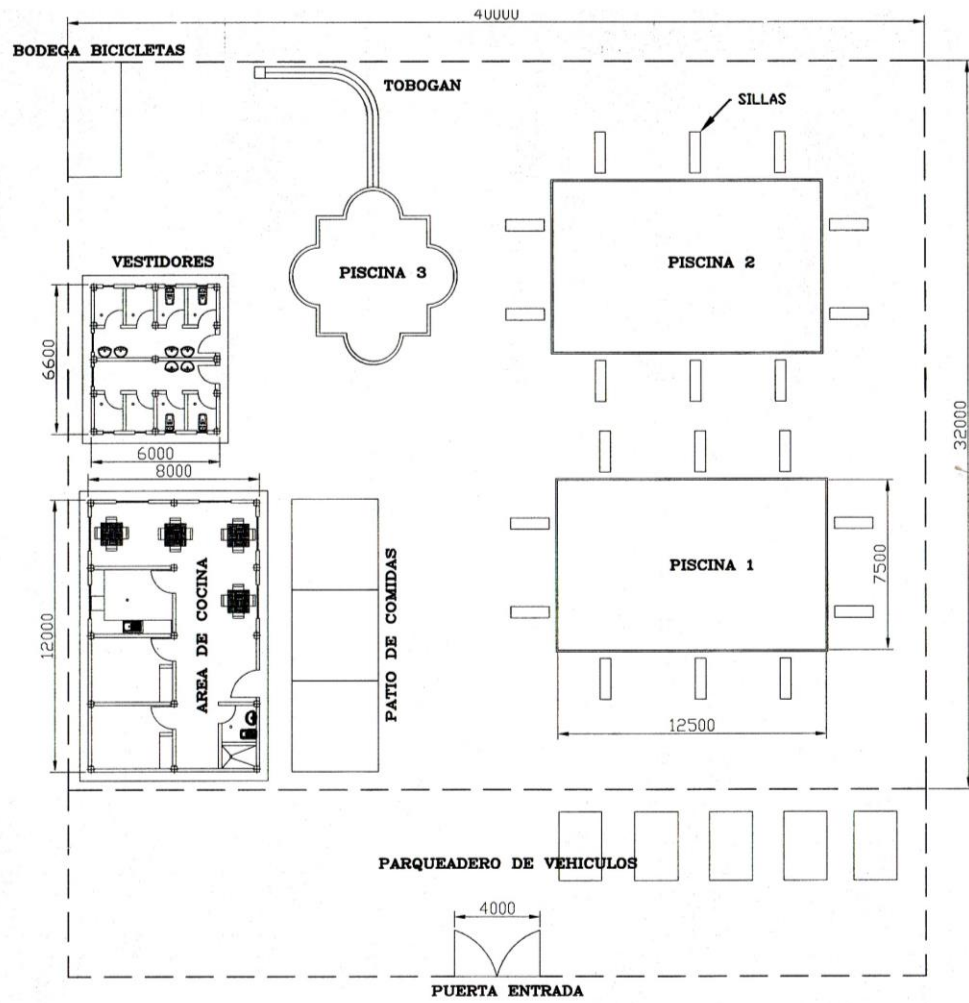 40000
BODEGA BICICLETAS
TOBOGAN
SILLAS
VESTIDORES
PISCINA 3
PISCINA 2
6600
32000
6000
8000
12000
AREA DE COCINA
PATIO DE COMIDAS
PISCINA 1
7500
12500
PARQUEADERO DE VEHICULOS
4000
PUERTA ENTRADA